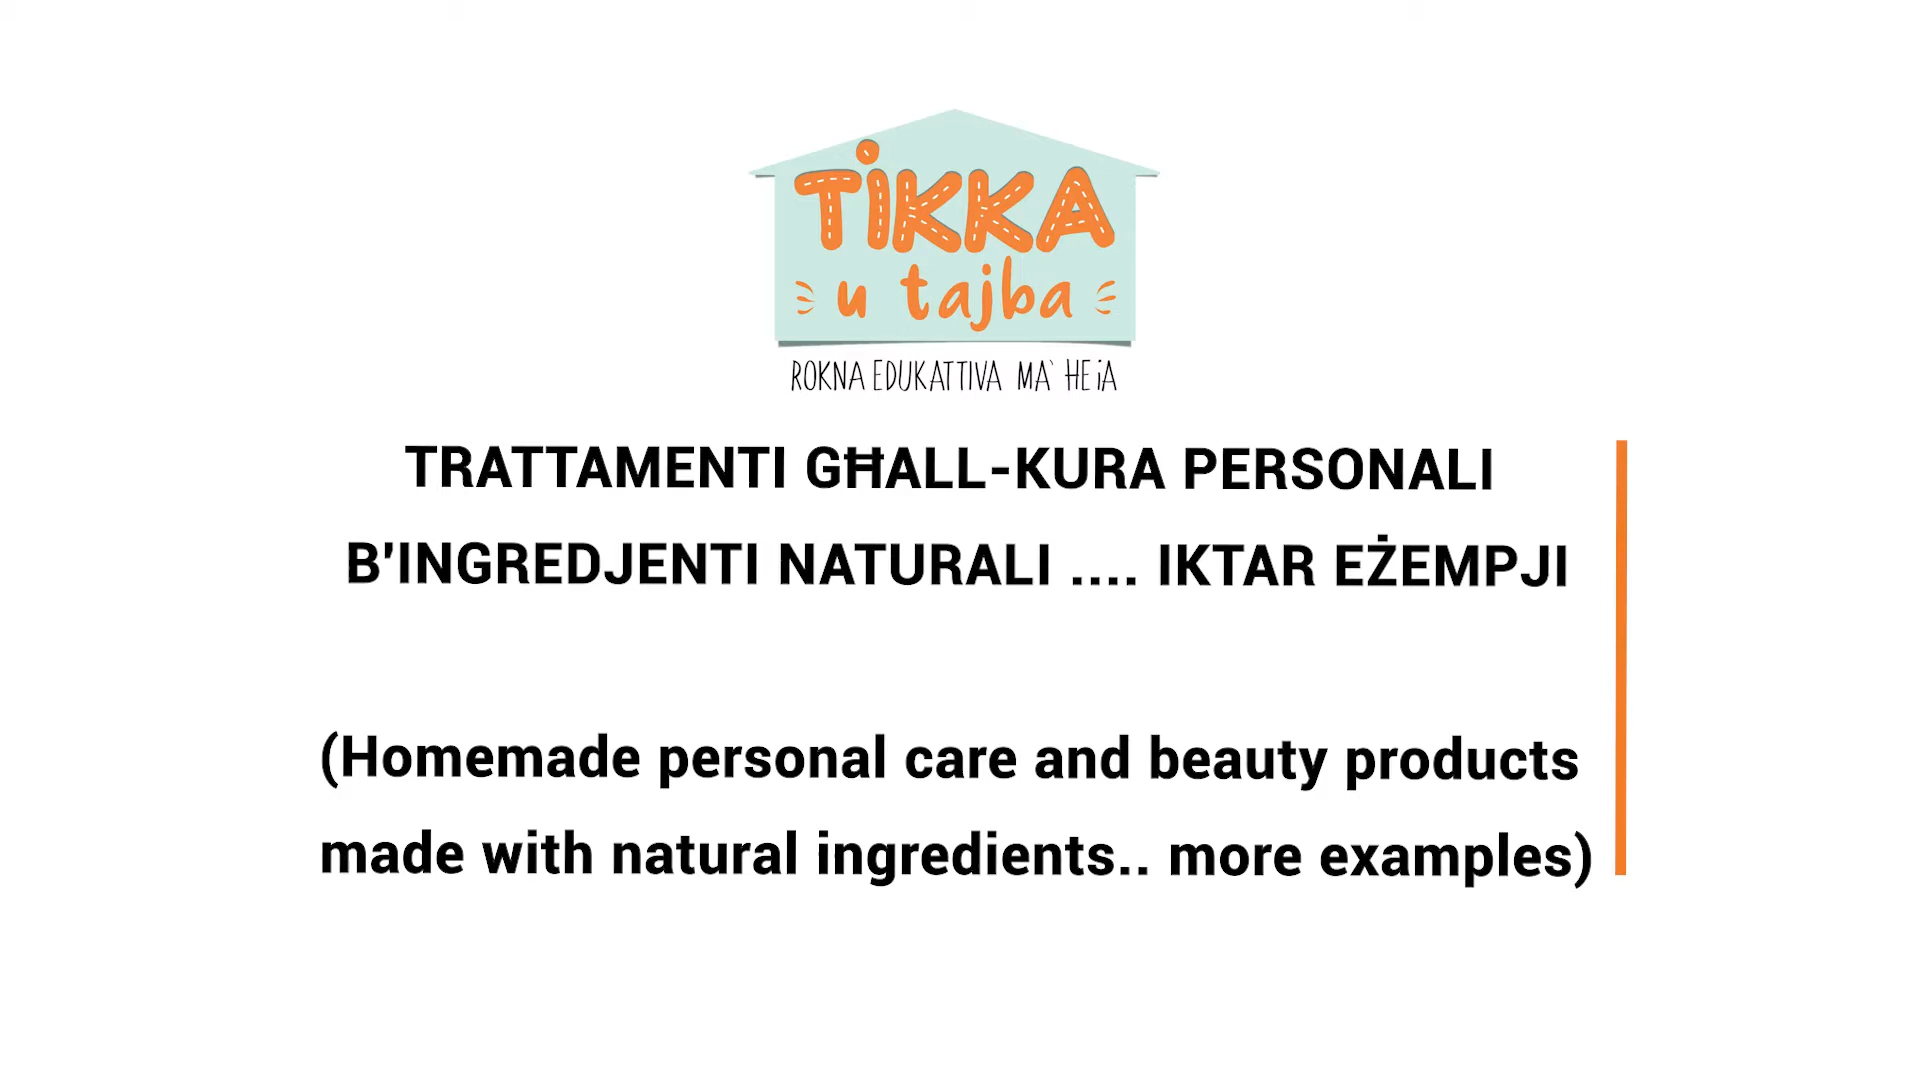 TIKKA
u tajba
ROKNA EDUKATTIVA MA` HEIA
TRATTAMENTI GĦALL-KURA PERSONALI
B'INGREDJENTI NATURALI .... IKTAR EŻEMPJI
(Homemade personal care and beauty products
made with natural ingredients.. more examples)